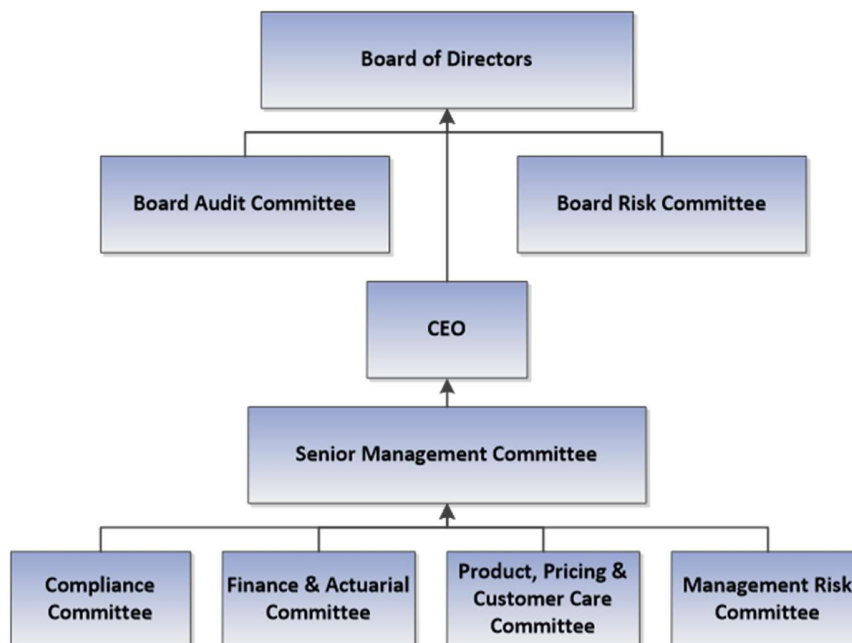 Board of Directors
Board Audit Committee
Board Risk Committee
CEO
Senior Management Committee
Compliance
Committee
Finance & Actuarial
Committee
Product, Pricing &
Customer Care
Committee
Management Risk
Committee